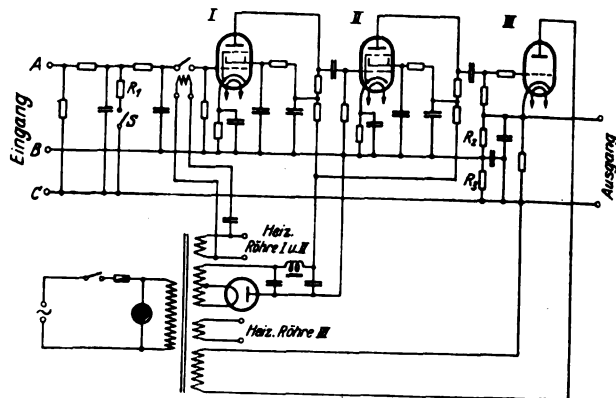 I
II
III
A
R1
S
Eingang
B
R2
R3
Ausgang
C
Heiz.
Röhre I u. II
Heiz. Röhre III